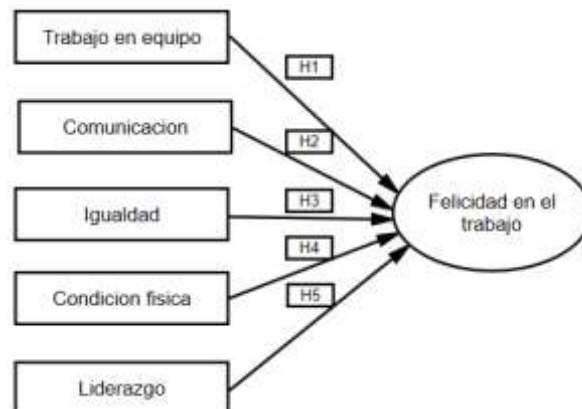 Trabajo en equipo
H1
Comunicacion
H2
Igualdad
H3
Felicidad en el
trabajo
H4
Condicion fisica
H5
Liderazgo